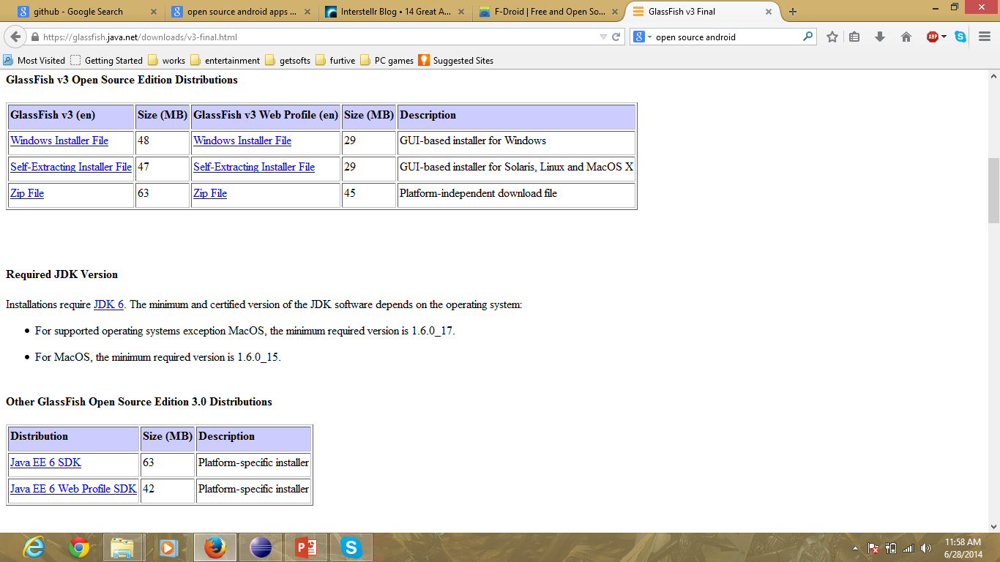 github - Google Search
open source android apps ...
Interstellr Blog • 14 Great A...
F-Droid | Free and Open So...
GlassFish v3 Final
https://glassfish.java.net/downloads/v3-final.html
open source android
Most Visited
Getting Started
works
entertainment
getsofts
furtive
PC games
Suggested Sites
GlassFish v3 Open Source Edition Distributions
GlassFish v3 (en) Size (MB) GlassFish v3 Web Profile (en) Size (MB) Description
Windows Installer File 48 Windows Installer File 29 GUI-based installer for Windows
Self-Extracting Installer File 47 Self-Extracting Installer File 29 GUI-based installer for Solaris, Linux and MacOS X
Zip File 63 Zip File 45 Platform-independent download file
Required JDK Version
Installations require JDK 6. The minimum and certified version of the JDK software depends on the operating system:
• For supported operating systems exception MacOS, the minimum required version is 1.6.0_17.
• For MacOS, the minimum required version is 1.6.0_15.
Other GlassFish Open Source Edition 3.0 Distributions
Distribution Size (MB) Description
Java EE 6 SDK 63 Platform-specific installer
Java EE 6 Web Profile SDK 42 Platform-specific installer
11:58 AM
6/28/2014